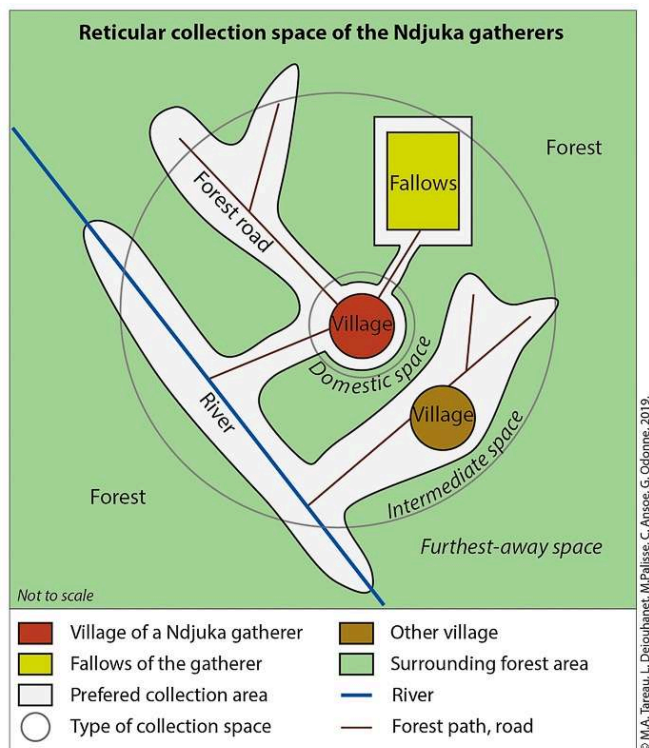 Reticular collection space of the Ndjuka gatherers
Forest
Fallows
Forest road
Village
Domestic space
River
Village
Intermediate space
Forest
Furthest-away space
Not to scale
Village of a Ndjuka gatherer
Other village
Fallows of the gatherer
Surrounding forest area
Prefered collection area
River
Type of collection space
Forest path, road
© M.A. Tareau, L. Dejouhanet, M.Palisse, C. Ansoe, G. Odonne, 2019.